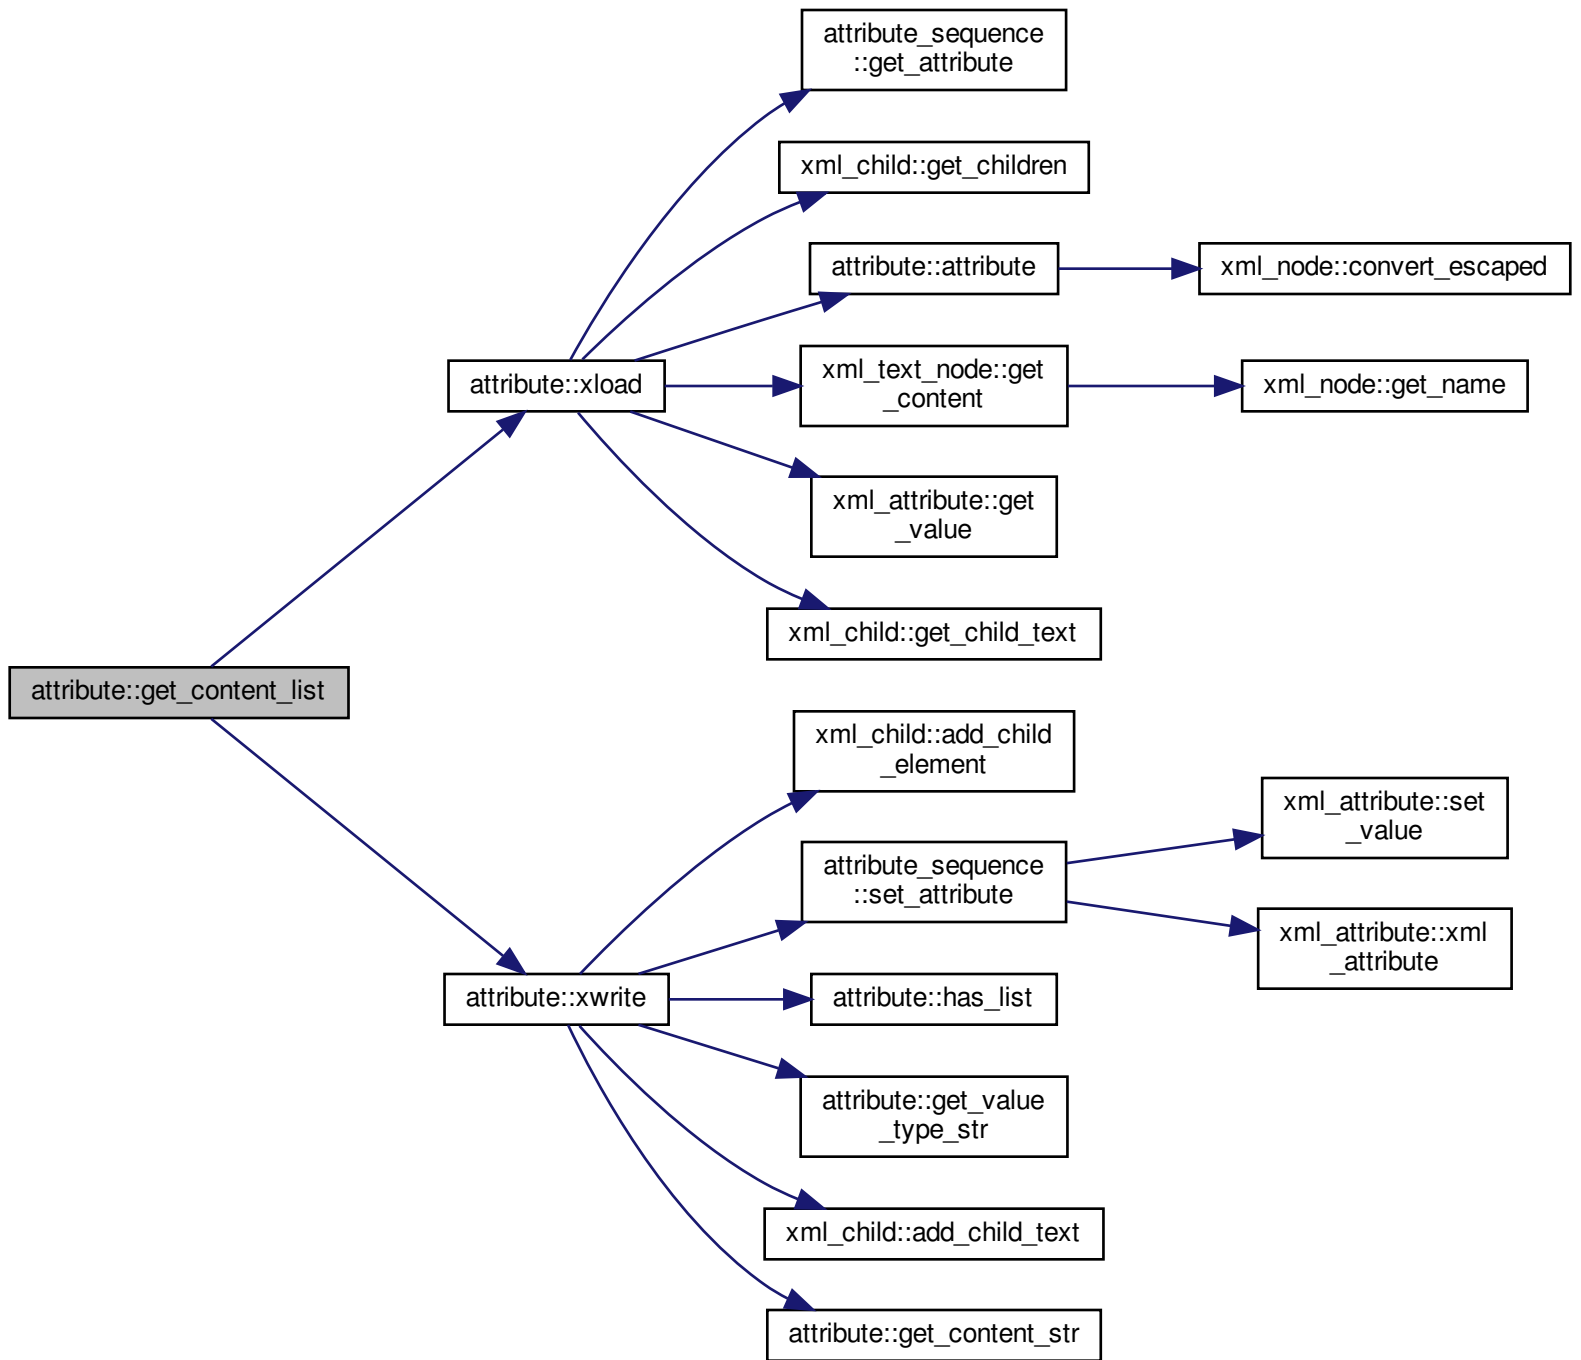 attribute_sequence
::get_attribute
xml_child::get_children
attribute::attribute
xml_node::convert_escaped
attribute::xload
xml_text_node::get
_content
xml_node::get_name
xml_attribute::get
_value
xml_child::get_child_text
attribute::get_content_list
xml_child::add_child
_element
xml_attribute::set
_value
attribute_sequence
::set_attribute
xml_attribute::xml
_attribute
attribute::xwrite
attribute::has_list
attribute::get_value
_type_str
xml_child::add_child_text
attribute::get_content_str